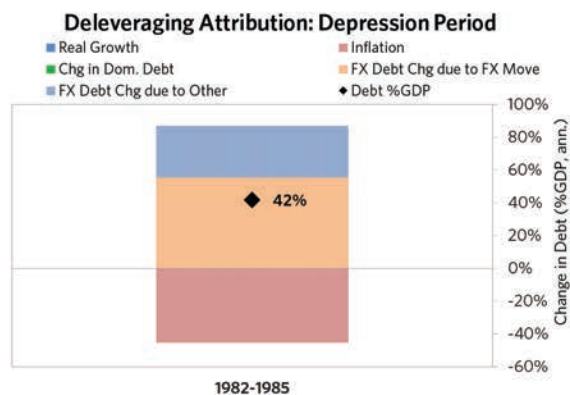 Deleveraging Attribution: Depression Period
Real Growth
Inflation
Chg in Dom. Debt
FX Debt Chg due to FX Move
FX Debt Chg due to Other
Debt %GDP
100%
80%
60%
40%
20%
0%
-20%
-40%
-60%
Change in Debt (%GDP, ann.)
42%
1982-1985